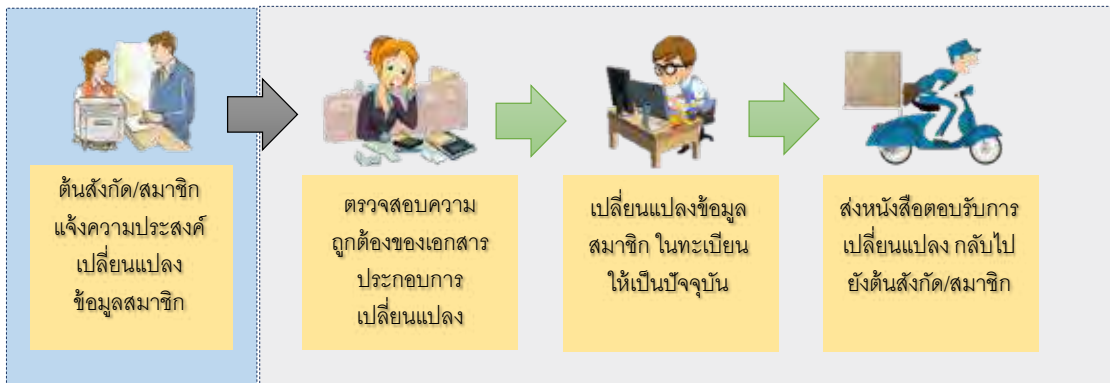 ต้นสังกัด/สมาชิก
แจ้งความประสงค์
เปลี่ยนแปลง
ข้อมูลสมาชิก
ตรวจสอบความ
ถูกต้องของเอกสาร
ประกอบการ
เปลี่ยนแปลง
เปลี่ยนแปลงข้อมูล
สมาชิก ในทะเบียน
ให้เป็นปัจจุบัน
ส่งหนังสือตอบรับการ
เปลี่ยนแปลง กลับไป
ยังต้นสังกัด/สมาชิก